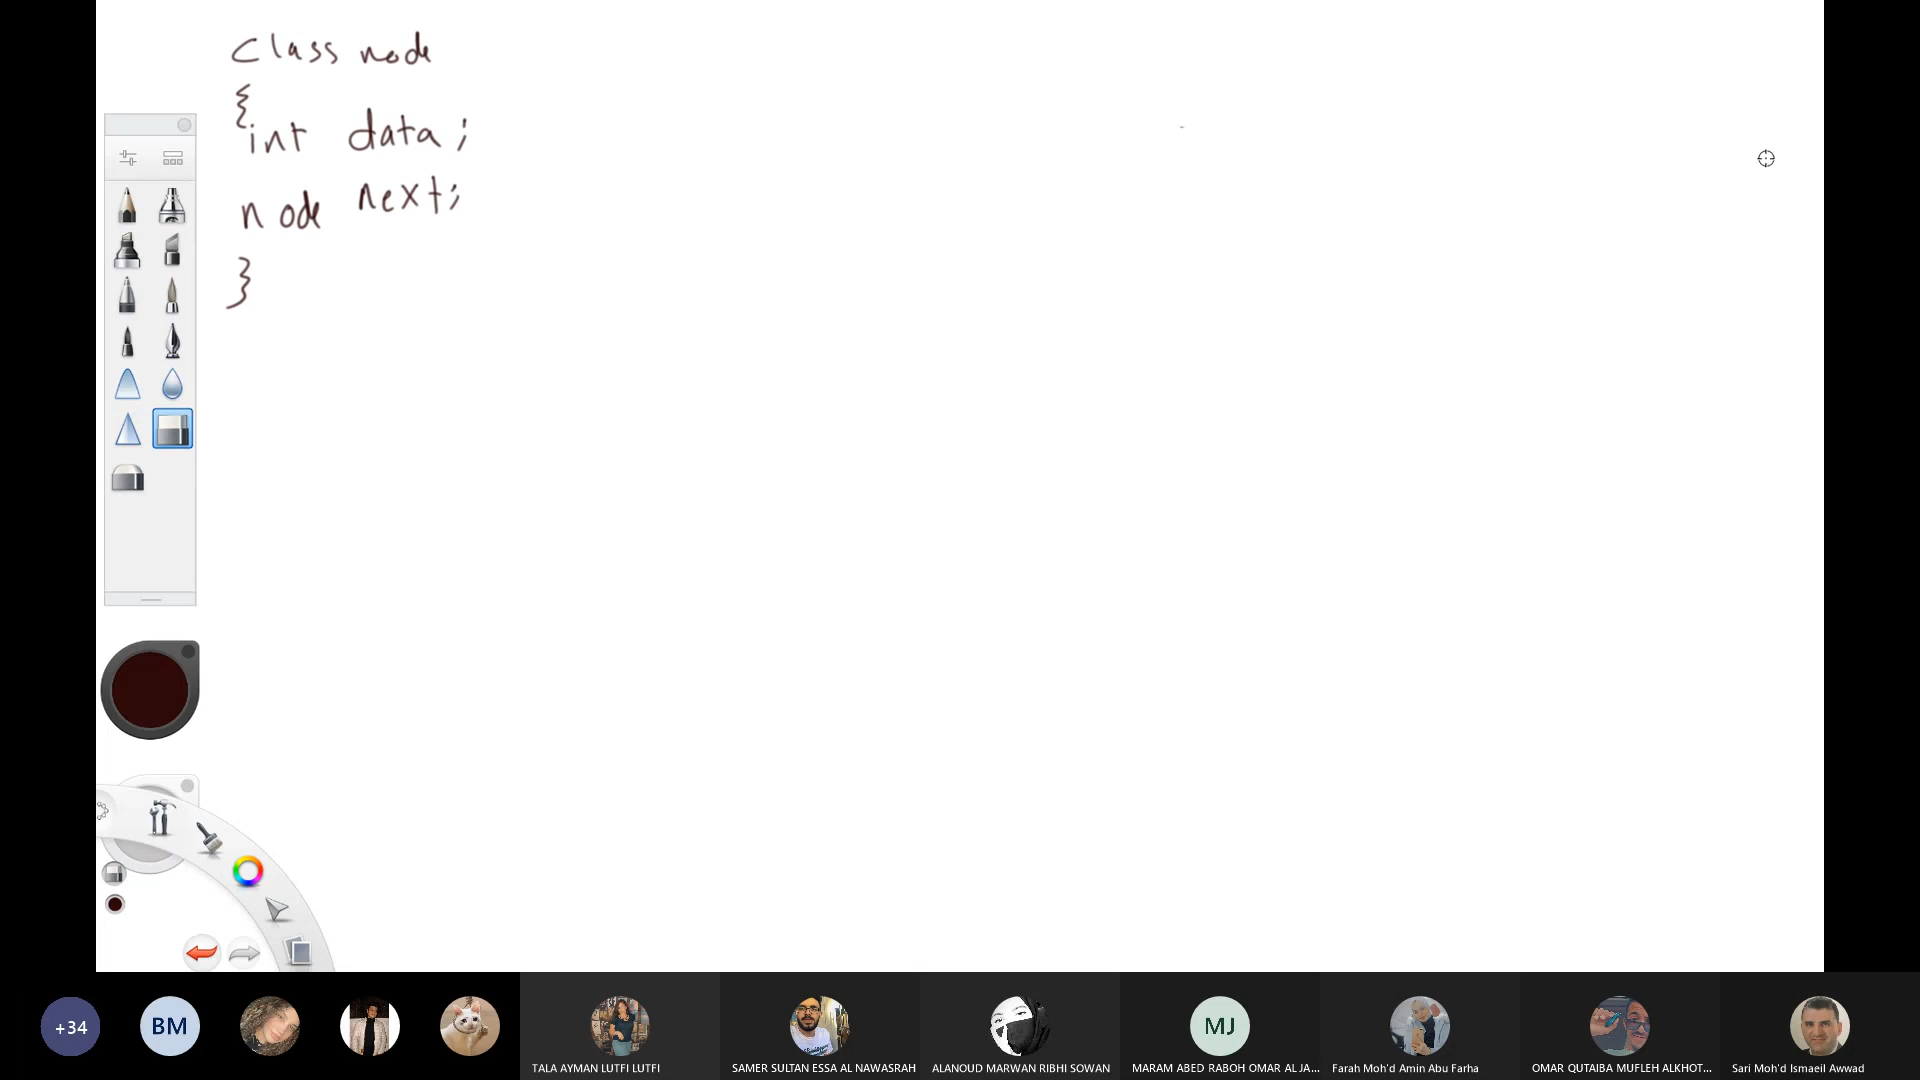 class node
{
int data;
node next;
}
+34
BM
MJ
TALA AYMAN LUTFI LUTFI
SAMER SULTAN ESSA AL NAWASRAH
ALANOUD MARWAN RIBHI SOWAN
MARAM ABED RABOH OMAR AL JA...
Farah Moh'd Amin Abu Farha
OMAR QUTAIBA MUFLEH ALKHOT...
Sari Moh'd Ismaeil Awwad